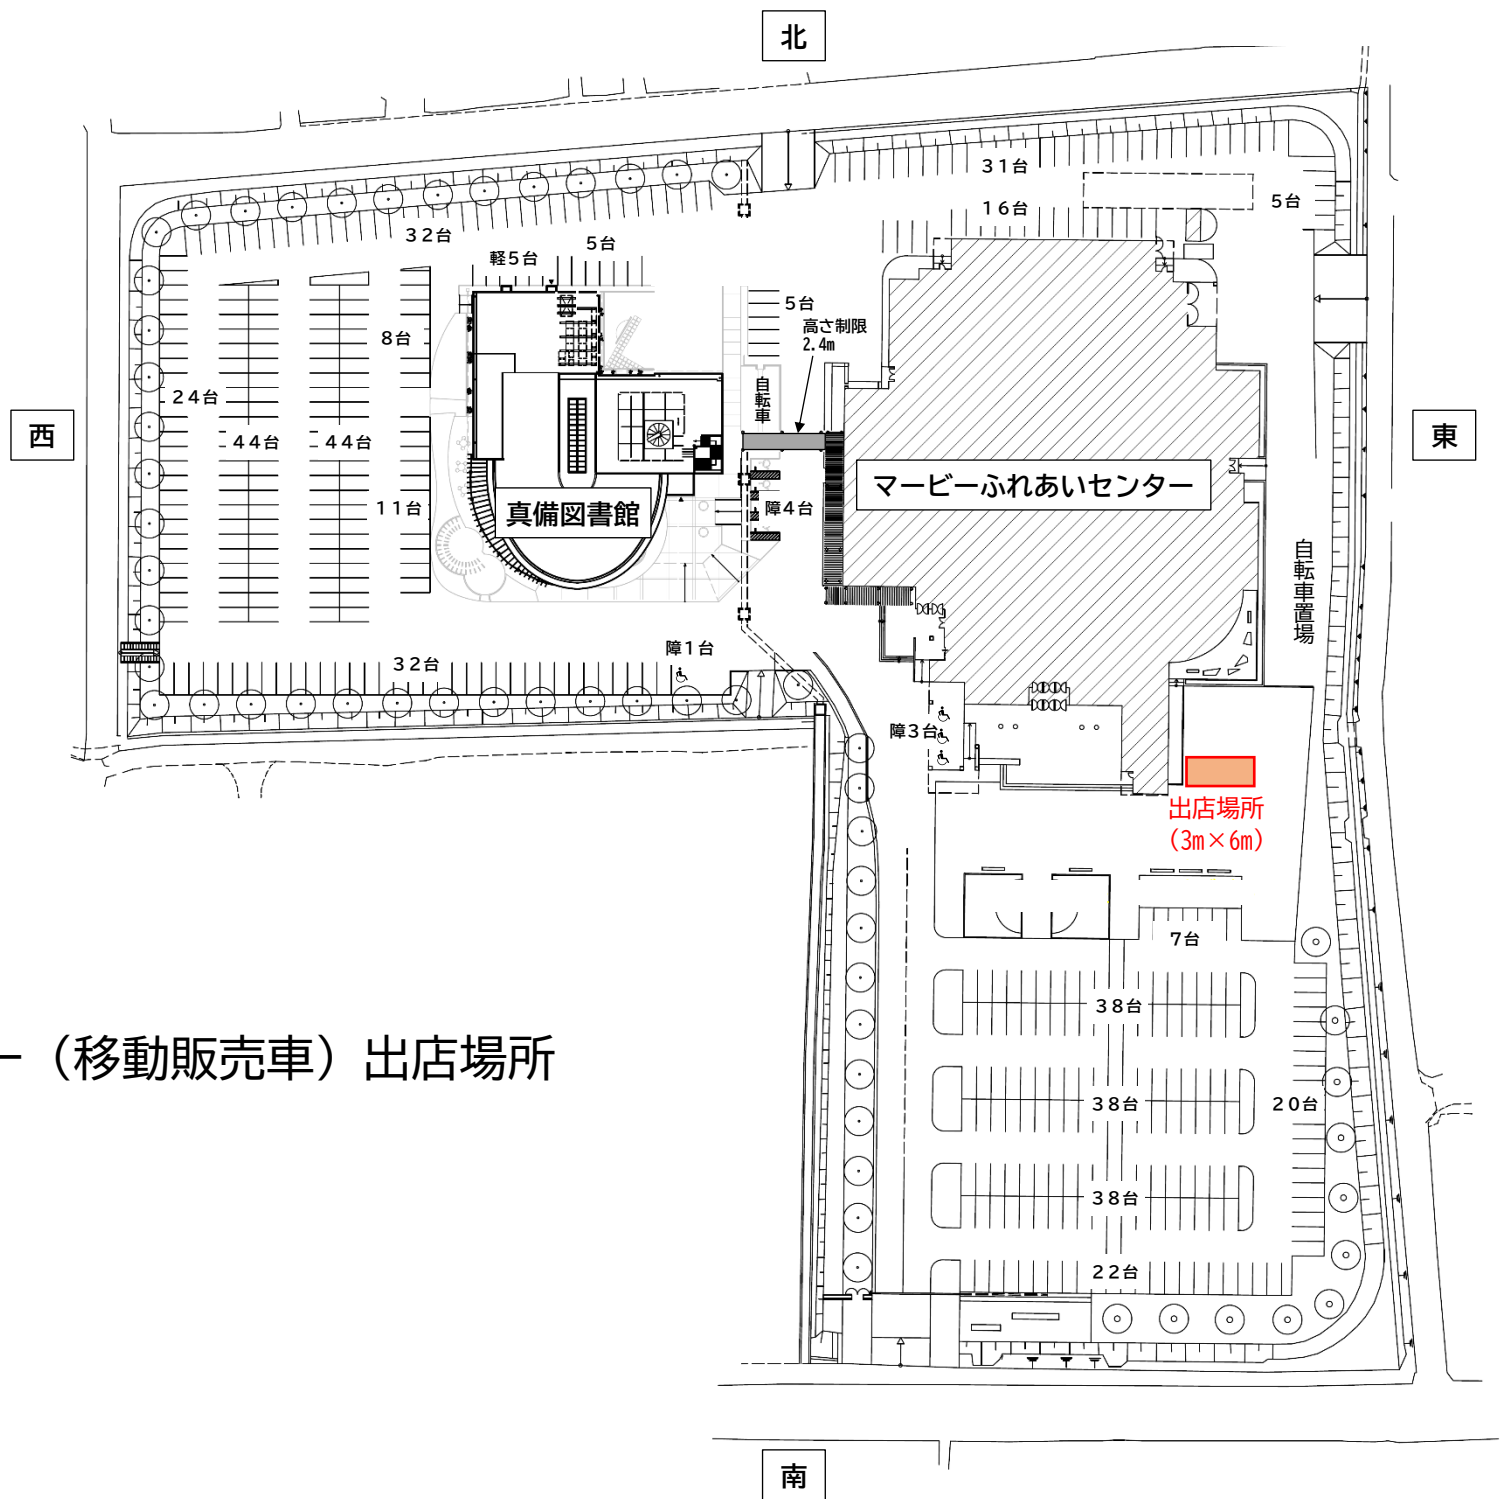 北
31台
5台
16台
32台
5台
軽5台
5台
高さ制限
2.4m
8台
自転車
24台
西
東
44台
44台
マービーふれあいセンター
11台
障4台
真備図書館
自転車置場
障1台
32台
障3台
出店場所
(3m×6m)
7台
38台
ー（移動販売車）出店場所
38台
20台
38台
22台
南